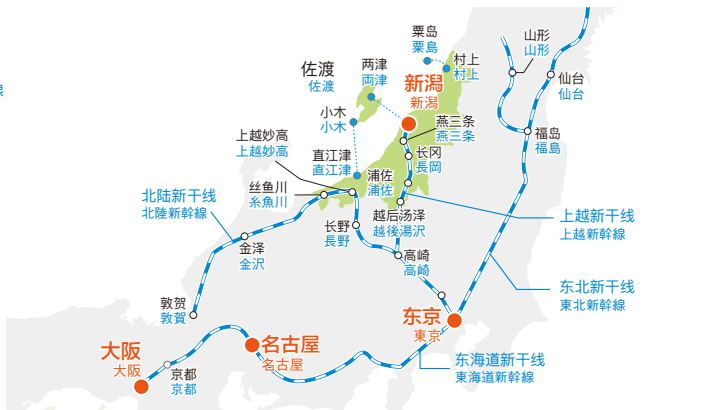 粟岛
粟島
山形
山形
村上
村上
佐渡
佐渡
两津
両津
仙台
仙台
新潟
新潟
線
小木
小木
燕三条
燕三条
福岛
福島
上越妙高
上越妙高
直江津
直江津
长冈
長岡
浦佐
浦佐
丝鱼川
糸魚川
北陆新干线
北陸新幹線
越后汤泽
越後湯沢
上越新干线
上越新幹線
长野
長野
金泽
金沢
高崎
高崎
东北新干线
東北新幹線
敦贺
敦賀
东京
東京
名古屋
名古屋
大阪
大阪
东海道新干线
東海道新幹線
京都
京都